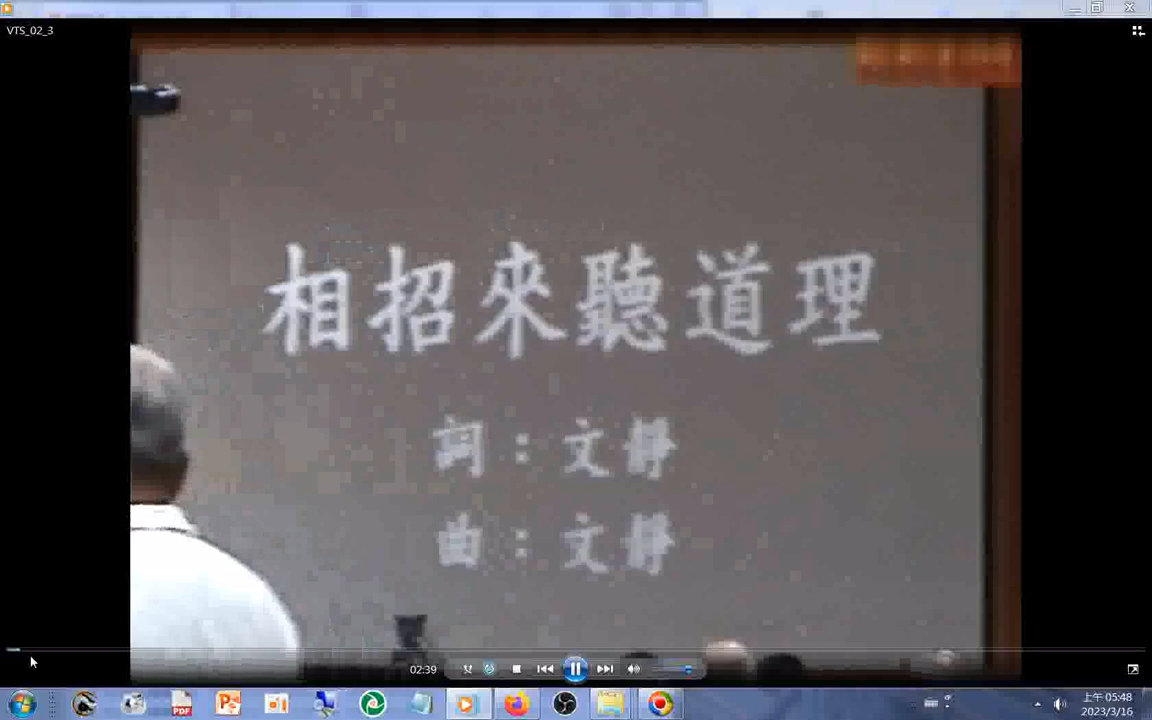 VTS_02_3
相招來聽道理
詞：文靜
曲：文靜
02:39
上午 05:48
2023/3/16